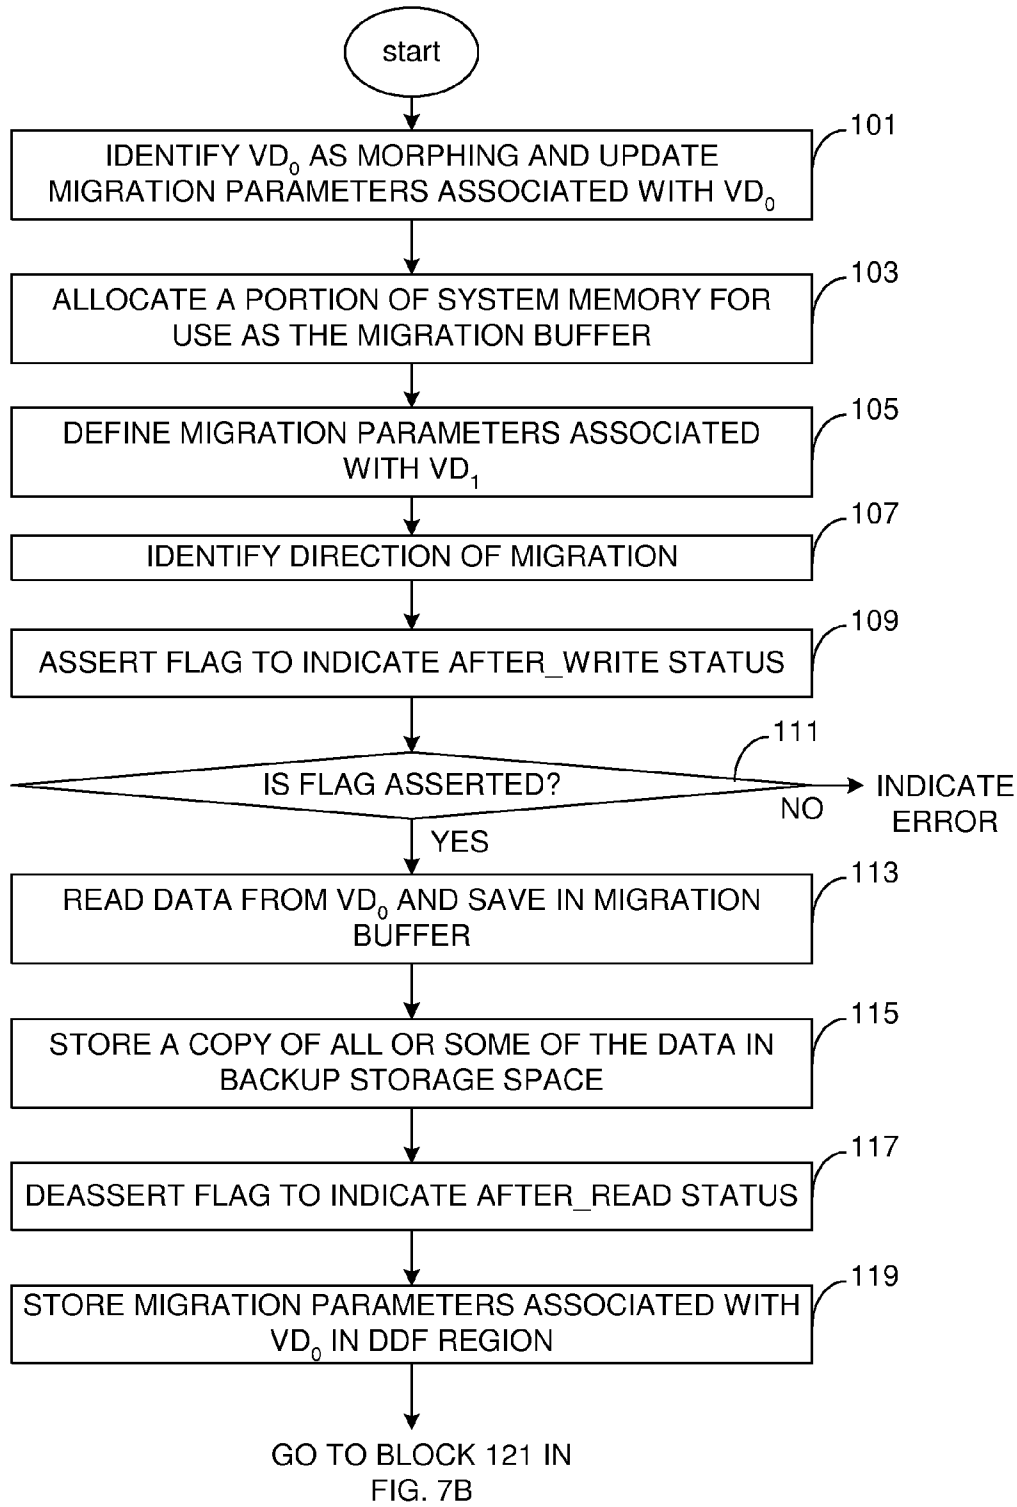 start
101
IDENTIFY VD0 AS MORPHING AND UPDATE
MIGRATION PARAMETERS ASSOCIATED WITH VD0
103
ALLOCATE A PORTION OF SYSTEM MEMORY FOR
USE AS THE MIGRATION BUFFER
105
DEFINE MIGRATION PARAMETERS ASSOCIATED
WITH VD1
107
IDENTIFY DIRECTION OF MIGRATION
109
ASSERT FLAG TO INDICATE AFTER_WRITE STATUS
111
IS FLAG ASSERTED?
NO
INDICATE
ERROR
YES
113
READ DATA FROM VD0 AND SAVE IN MIGRATION
BUFFER
115
STORE A COPY OF ALL OR SOME OF THE DATA IN
BACKUP STORAGE SPACE
117
DEASSERT FLAG TO INDICATE AFTER_READ STATUS
119
STORE MIGRATION PARAMETERS ASSOCIATED WITH
VD0 IN DDF REGION
GO TO BLOCK 121 IN
FIG. 7B